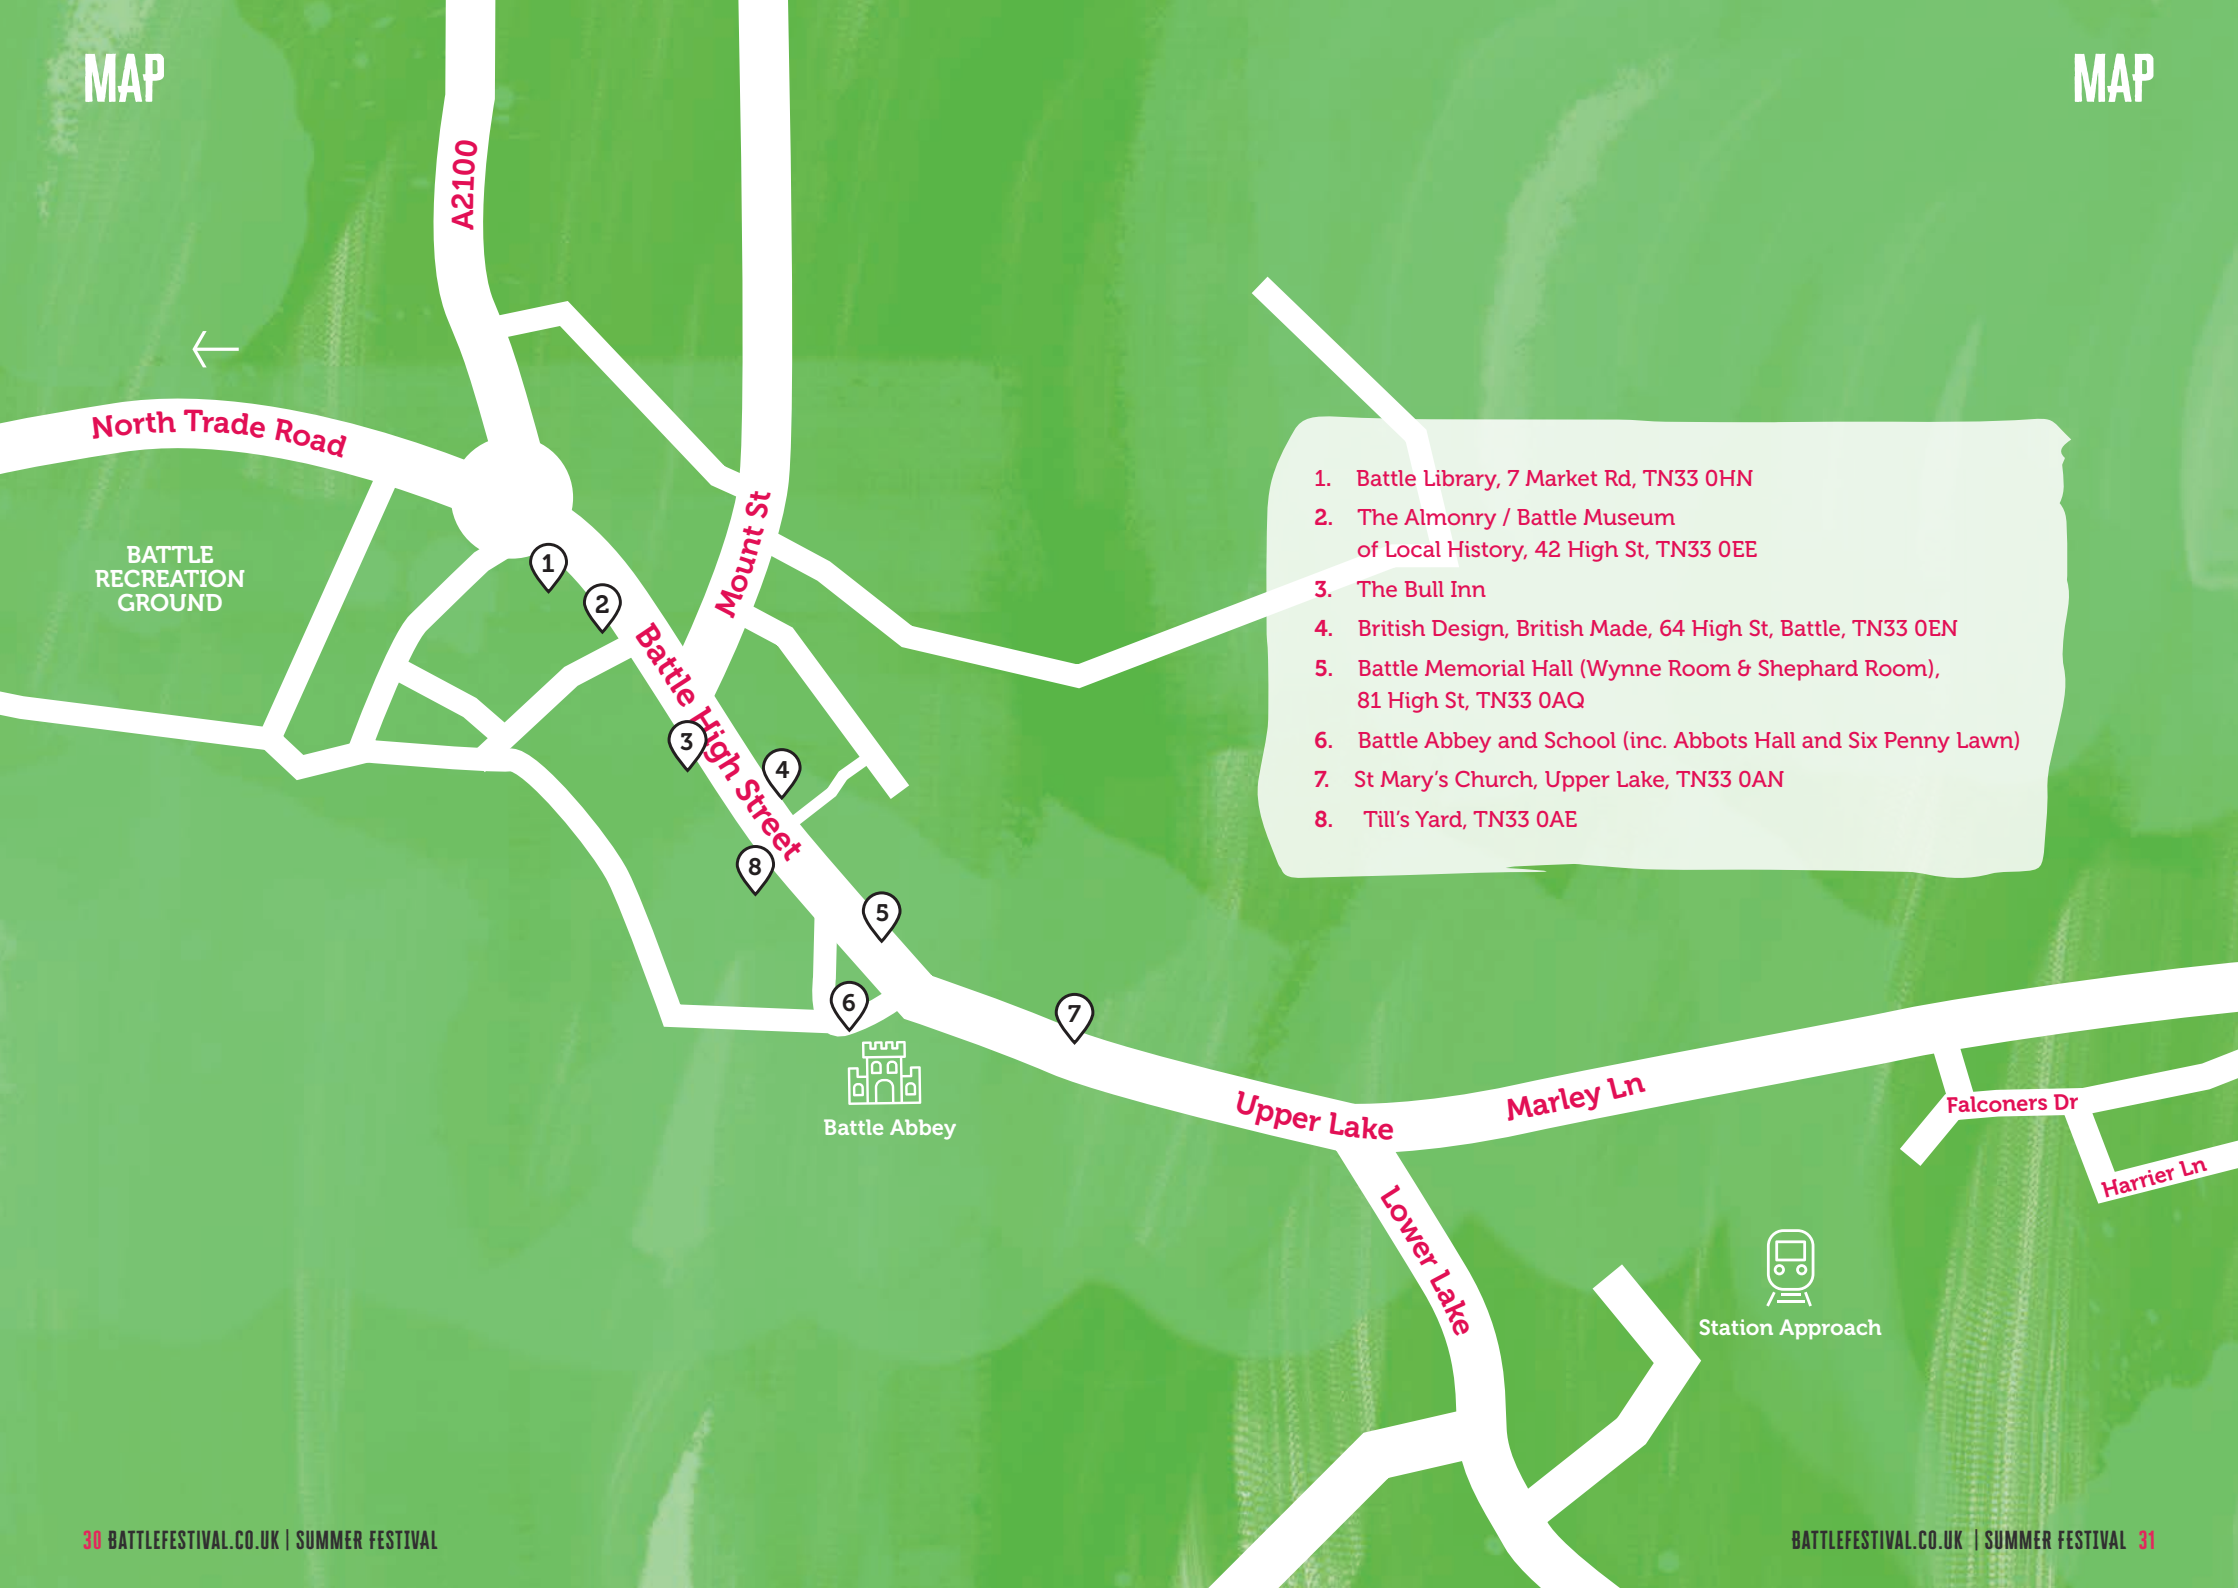 MAP
MAP
A2100
North Trade Road
BATTLE
RECREATION
GROUND
Mount St
Battle High Street
1
2
3
4
8
5
6
7
Battle Abbey
1. Battle Library, 7 Market Rd, TN33 0HN
2. The Almonry / Battle Museum
of Local History, 42 High St, TN33 0EE
3. The Bull Inn
4. British Design, British Made, 64 High St, Battle, TN33 0EN
5. Battle Memorial Hall (Wynne Room & Shephard Room),
81 High St, TN33 0AQ
6. Battle Abbey and School (inc. Abbots Hall and Six Penny Lawn)
7. St Mary's Church, Upper Lake, TN33 0AN
8. Till's Yard, TN33 0AE
Upper Lake
Marley Ln
Falconers Dr
Harrier Ln
Lower Lake
Station Approach
30 BATTLEFESTIVAL.CO.UK | SUMMER FESTIVAL
BATTLEFESTIVAL.CO.UK | SUMMER FESTIVAL 31